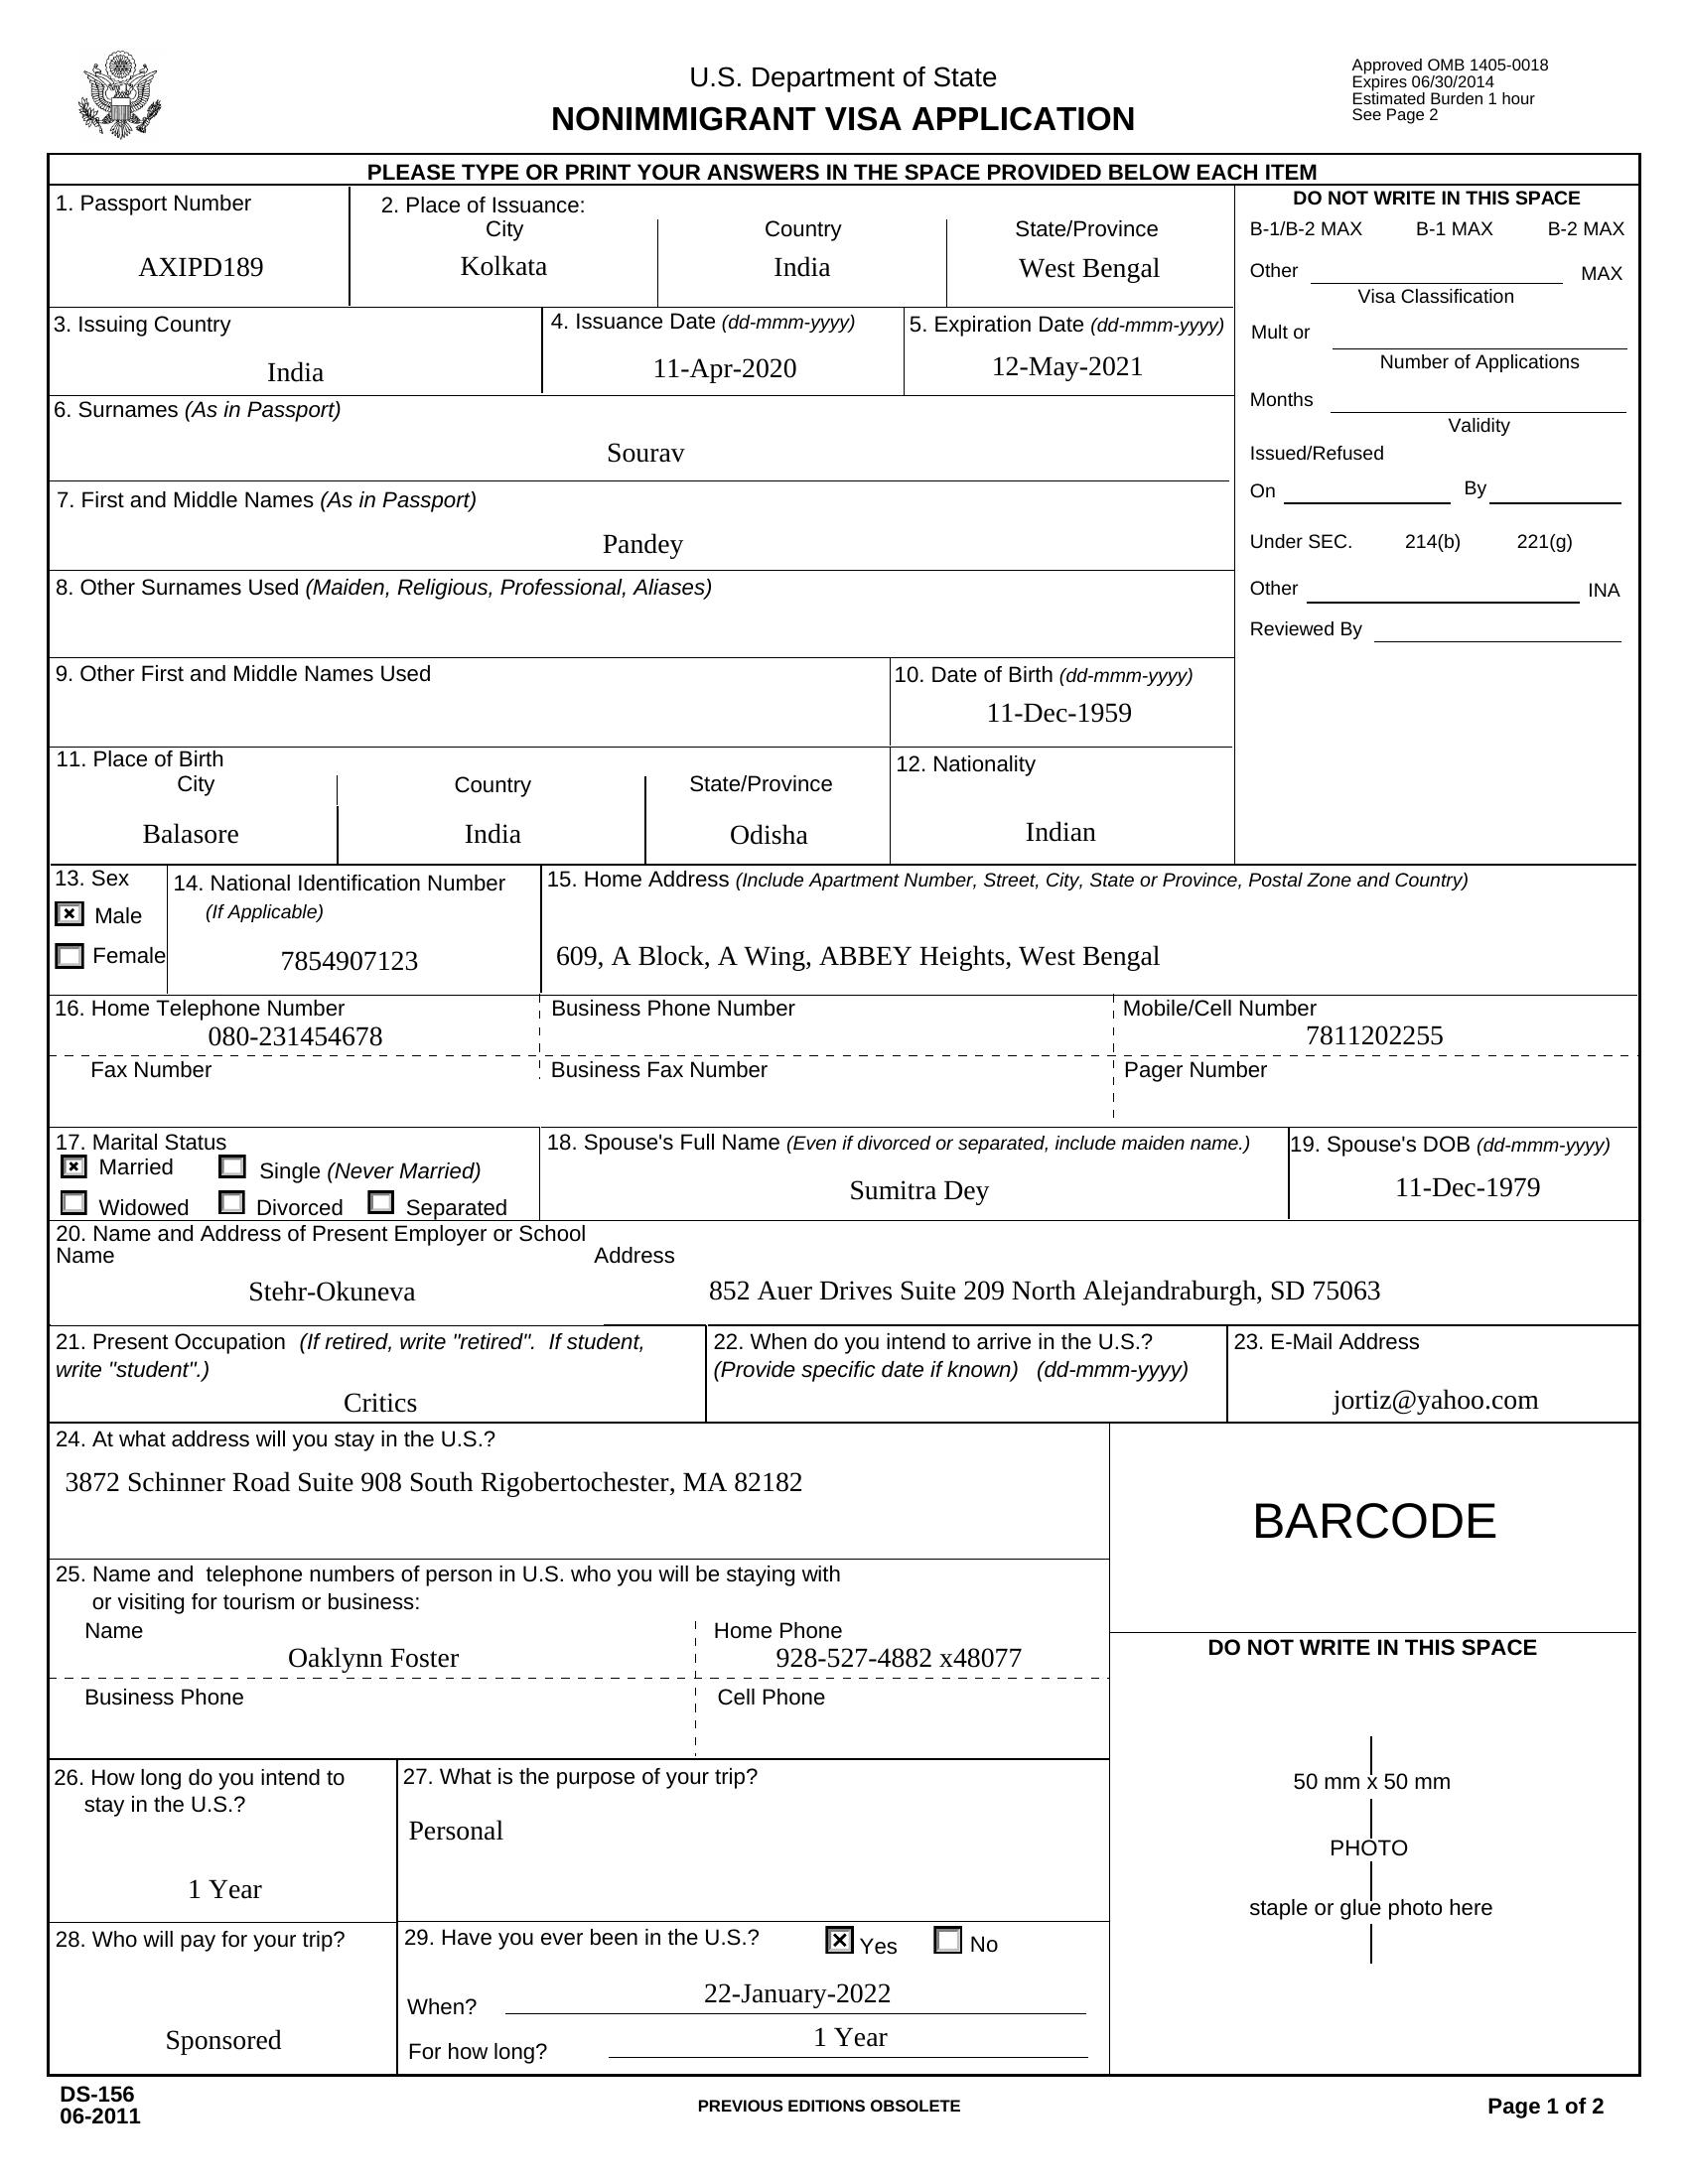 U.S. Department of State
NONIMMIGRANT VISA APPLICATION
Approved OMB 1405-0018
Expires 06/30/2014
Estimated Burden 1 hour
See Page 2
PLEASE TYPE OR PRINT YOUR ANSWERS IN THE SPACE PROVIDED BELOW EACH ITEM
1. Passport Number
AXIPD189
2. Place of Issuance:
City Country State/Province
Kolkata India West Bengal
DO NOT WRITE IN THIS SPACE
B-1/B-2 MAX B-1 MAX B-2 MAX
Other MAX
Visa Classification
Mult or
Number of Applications
Months
Validity
Issued/Refused
On By
Under SEC. 214(b) 221(g)
Other INA
Reviewed By
3. Issuing Country
India
4. Issuance Date (dd-mmm-yyyy)
11-Apr-2020
5. Expiration Date (dd-mmm-yyyy)
12-May-2021
6. Surnames (As in Passport)
Sourav
7. First and Middle Names (As in Passport)
Pandey
8. Other Surnames Used (Maiden, Religious, Professional, Aliases)
9. Other First and Middle Names Used
10. Date of Birth (dd-mmm-yyyy)
11-Dec-1959
11. Place of Birth
City Country State/Province
Balasore India Odisha
12. Nationality
Indian
13. Sex
Male
Female
14. National Identification Number
(If Applicable)
7854907123
15. Home Address (Include Apartment Number, Street, City, State or Province, Postal Zone and Country)
609, A Block, A Wing, ABBEY Heights, West Bengal
16. Home Telephone Number
080-231454678
Business Phone Number
Mobile/Cell Number
7811202255
Fax Number
Business Fax Number
Pager Number
17. Marital Status
Married Single (Never Married)
Widowed Divorced Separated
18. Spouse's Full Name (Even if divorced or separated, include maiden name.)
Sumitra Dey
19. Spouse's DOB (dd-mmm-yyyy)
11-Dec-1979
20. Name and Address of Present Employer or School
Name Address
Stehr-Okuneva 852 Auer Drives Suite 209 North Alejandraburgh, SD 75063
21. Present Occupation (If retired, write "retired". If student,
write "student".)
Critics
22. When do you intend to arrive in the U.S.?
(Provide specific date if known) (dd-mmm-yyyy)
23. E-Mail Address
jortiz@yahoo.com
24. At what address will you stay in the U.S.?
3872 Schinner Road Suite 908 South Rigobertochester, MA 82182
BARCODE
25. Name and telephone numbers of person in U.S. who you will be staying with
or visiting for tourism or business:
Name
Oaklynn Foster
Home Phone
928-527-4882 x48077
Business Phone
Cell Phone
DO NOT WRITE IN THIS SPACE
50 mm x 50 mm
PHOTO
staple or glue photo here
26. How long do you intend to
stay in the U.S.?
1 Year
27. What is the purpose of your trip?
Personal
28. Who will pay for your trip?
Sponsored
29. Have you ever been in the U.S.? Yes No
When? 22-January-2022
For how long? 1 Year
DS-156
06-2011
PREVIOUS EDITIONS OBSOLETE
Page 1 of 2